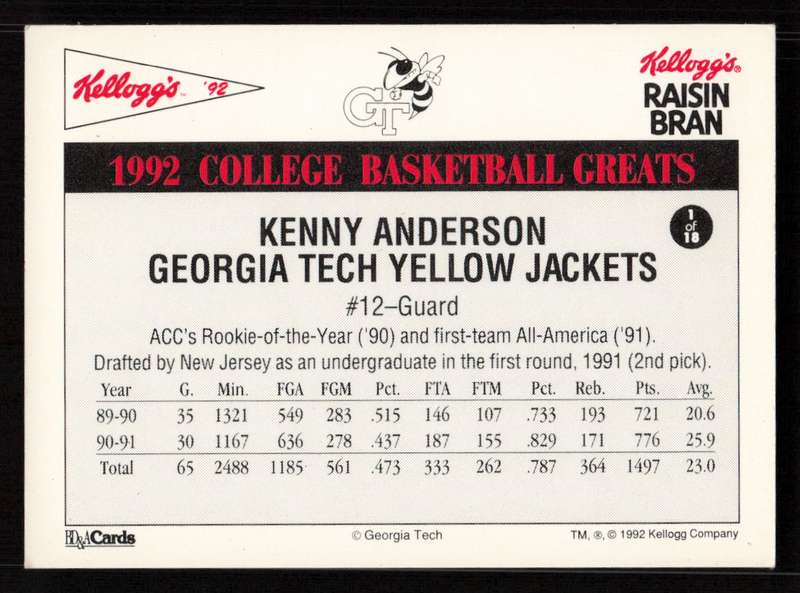 Kellogg's '92
GT
Kellogg's®
RAISIN
BRAN
1992 COLLEGE BASKETBALL GREATS
1 of 18
KENNY ANDERSON
GEORGIA TECH YELLOW JACKETS
#12–Guard
ACC's Rookie-of-the-Year ('90) and first-team All-America ('91).
Drafted by New Jersey as an undergraduate in the first round, 1991 (2nd pick).
Year G. Min. FGA FGM Pct. FTA FTM Pct. Reb. Pts. Avg.
89-90 35 1321 549 283 .515 146 107 .733 193 721 20.6
90-91 30 1167 636 278 .437 187 155 .829 171 776 25.9
Total 65 2488 1185 561 .473 333 262 .787 364 1497 23.0
BD&A Cards
© Georgia Tech
TM, ®, © 1992 Kellogg Company